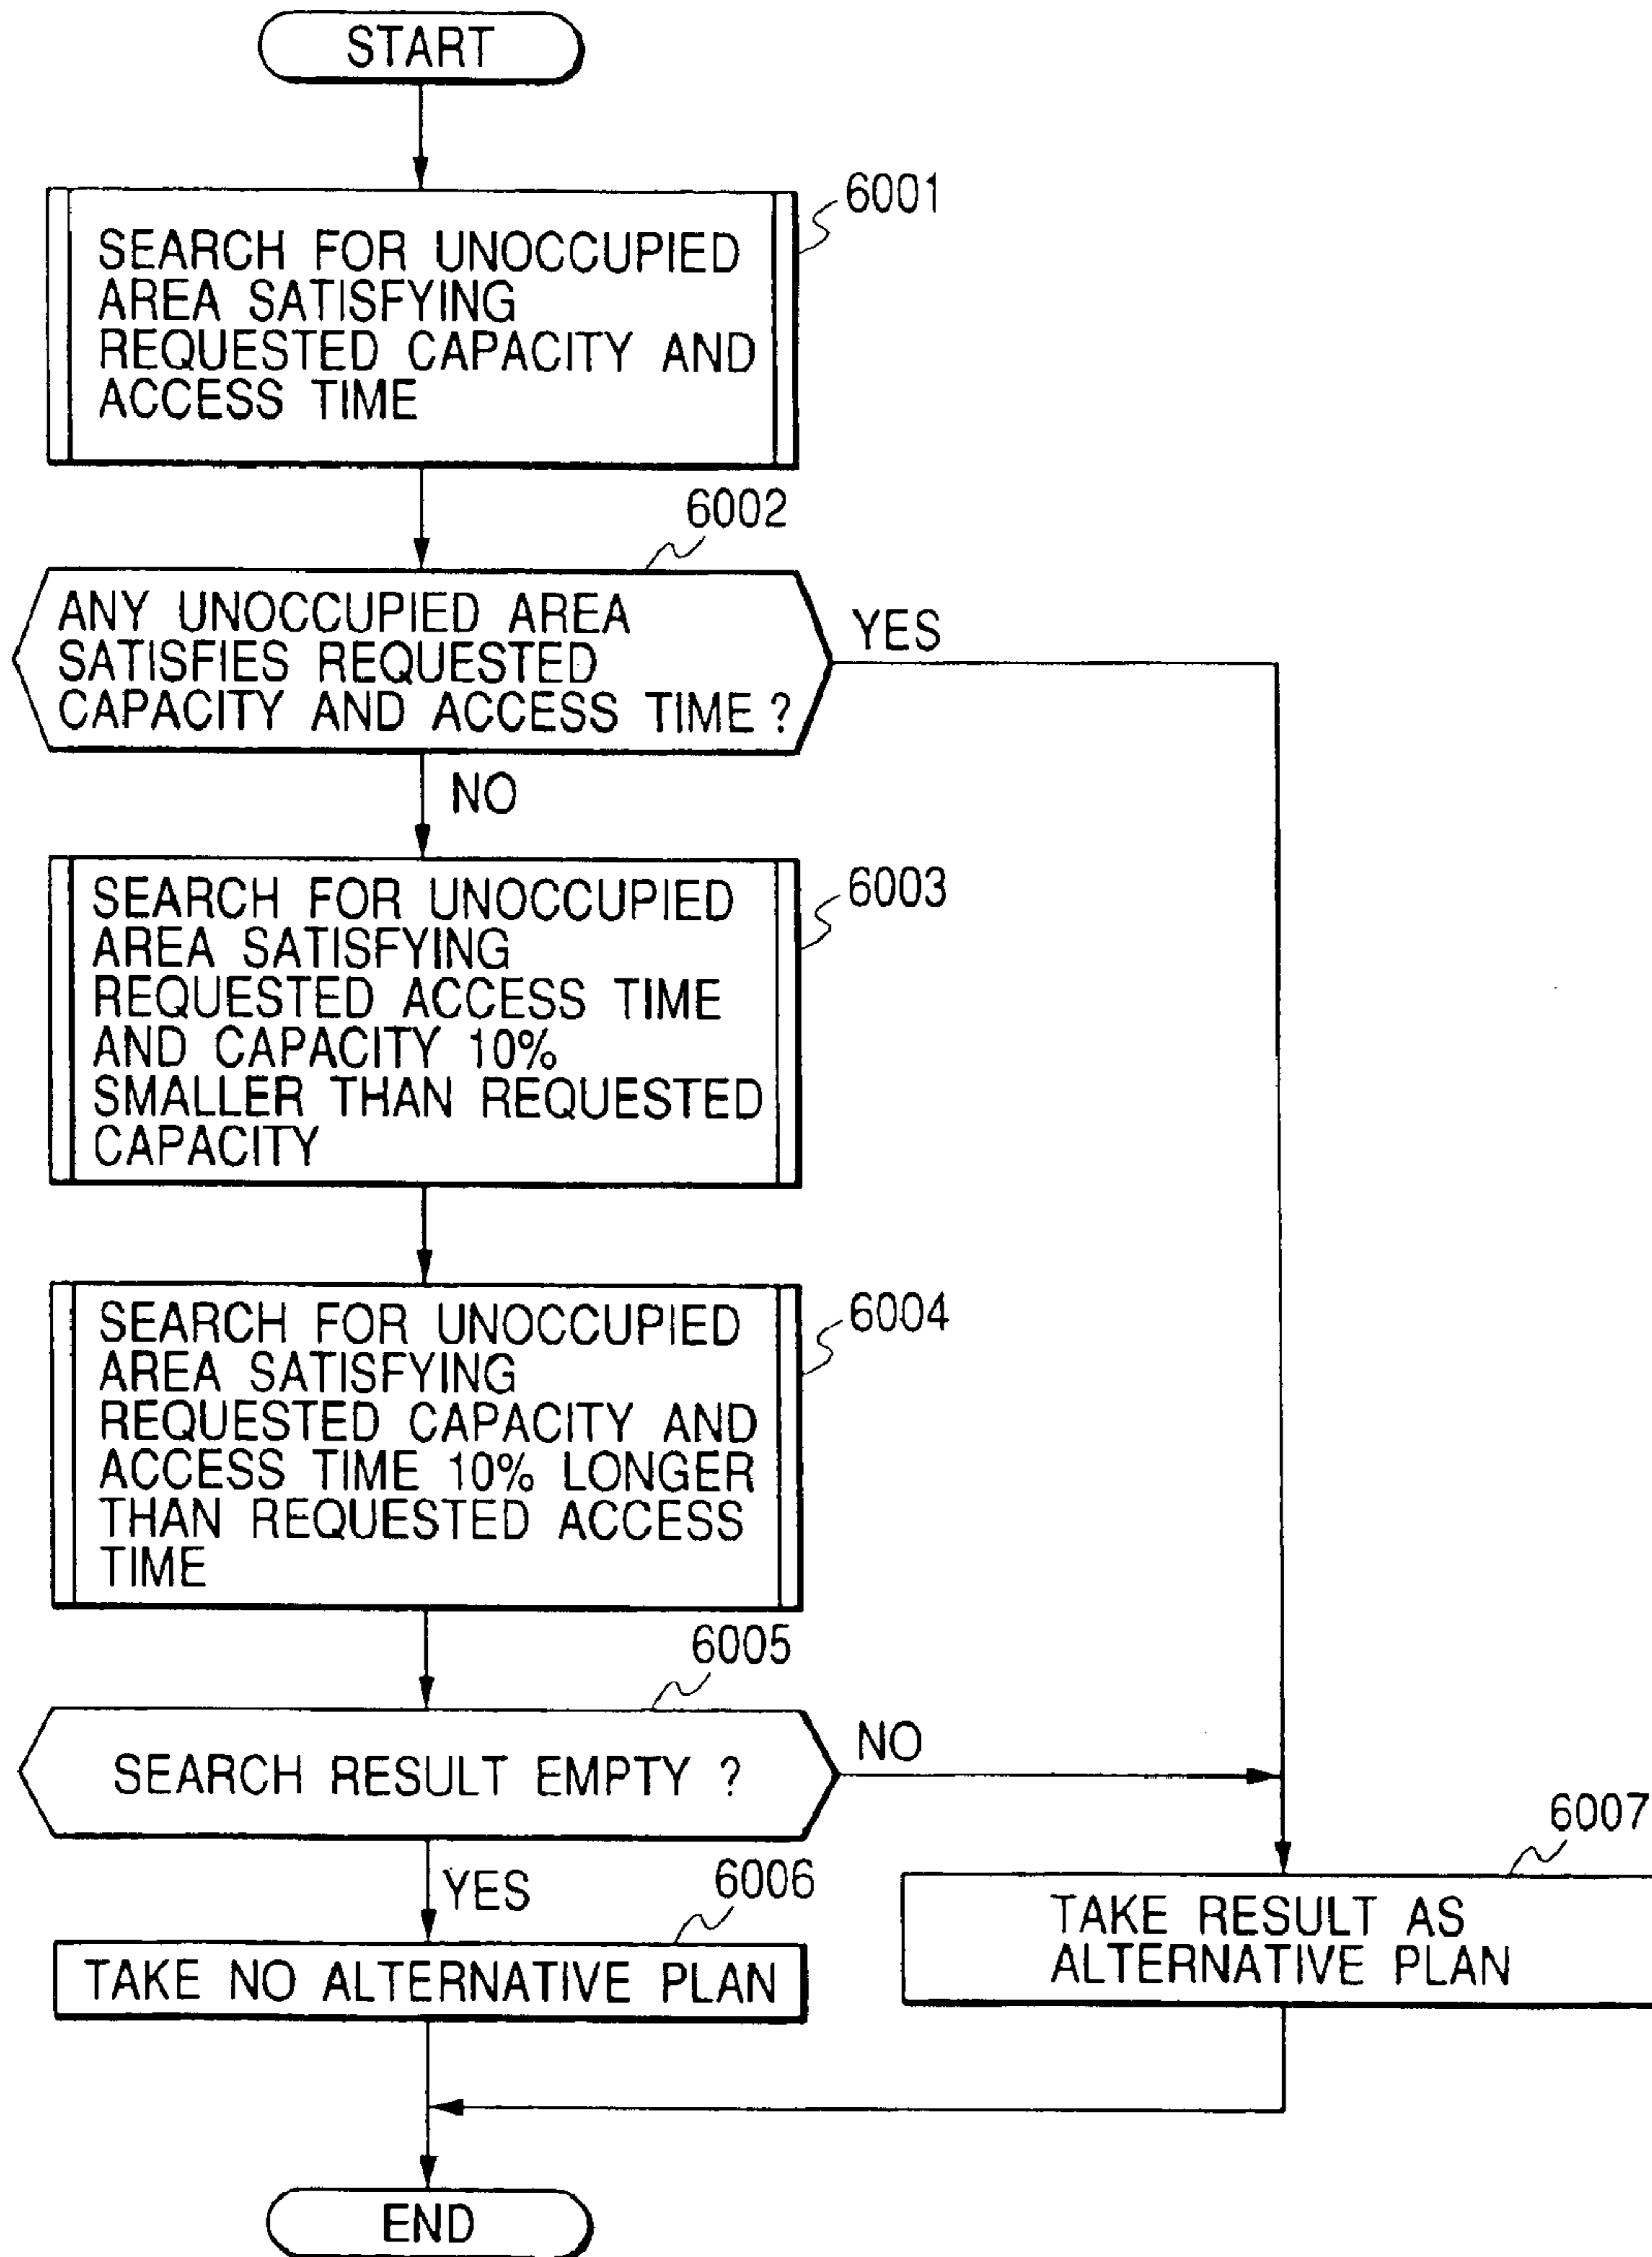 START
6001
SEARCH FOR UNOCCUPIED
AREA SATISFYING
REQUESTED CAPACITY AND
ACCESS TIME
6002
ANY UNOCCUPIED AREA
SATISFIES REQUESTED
CAPACITY AND ACCESS TIME ?
YES
NO
6003
SEARCH FOR UNOCCUPIED
AREA SATISFYING
REQUESTED ACCESS TIME
AND CAPACITY 10%
SMALLER THAN REQUESTED
CAPACITY
6004
SEARCH FOR UNOCCUPIED
AREA SATISFYING
REQUESTED CAPACITY AND
ACCESS TIME 10% LONGER
THAN REQUESTED ACCESS
TIME
6005
SEARCH RESULT EMPTY ?
NO
YES
6006
TAKE NO ALTERNATIVE PLAN
6007
TAKE RESULT AS
ALTERNATIVE PLAN
END